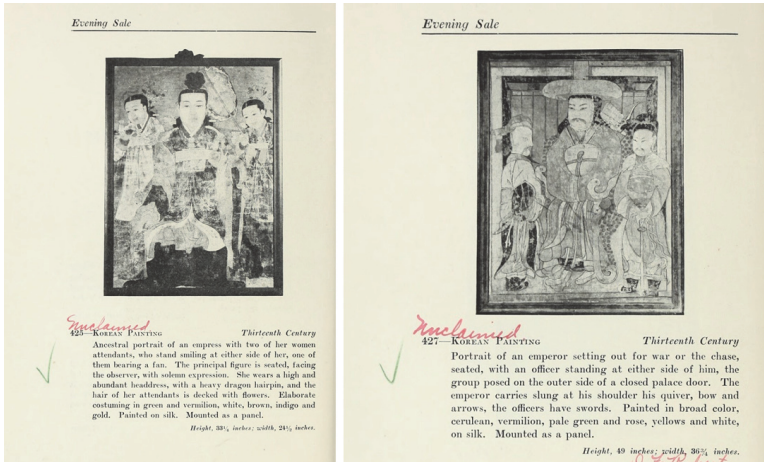 Evening Sale
Unclaimed
425—Korean Painting Thirteenth Century
Ancestral portrait of an empress with two of her women
attendants, who stand smiling at either side of her, one of
them bearing a fan. The principal figure is seated, facing
the observer, with solemn expression. She wears a high and
abundant headdress, with a heavy dragon hairpin, and the
hair of her attendants is decked with flowers. Elaborate
costuming in green and vermilion, white, brown, indigo and
gold. Painted on silk. Mounted as a panel.
Height, 33½ inches; width, 24½ inches.
Evening Sale
Unclaimed
427—Korean Painting Thirteenth Century
Portrait of an emperor setting out for war or the chase,
seated, with an officer standing at either side of him, the
group posed on the outer side of a closed palace door. The
emperor carries slung at his shoulder his quiver, bow and
arrows, the officers have swords. Painted in broad color,
cerulean, vermilion, pale green and rose, yellows and white,
on silk. Mounted as a panel.
Height, 49 inches; width, 36¾ inches.